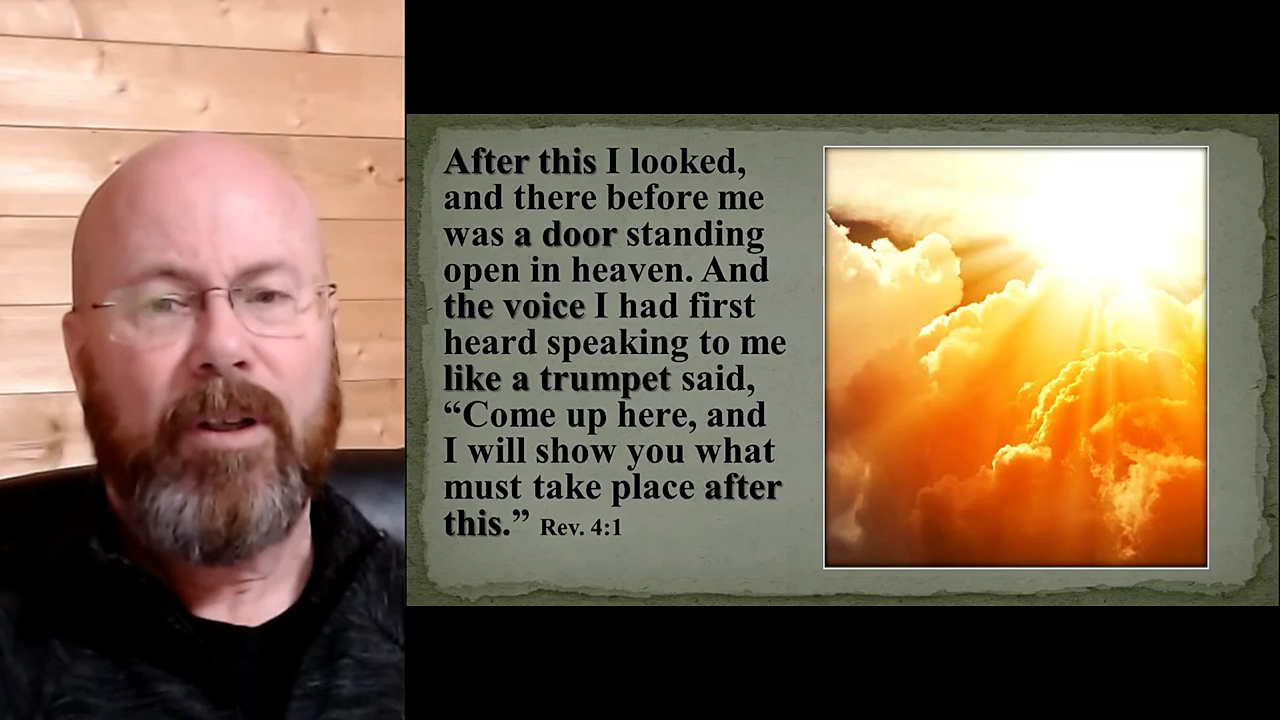 After this I looked,
and there before me
was a door standing
open in heaven. And
the voice I had first
heard speaking to me
like a trumpet said,
“Come up here, and
I will show you what
must take place after
this.” Rev. 4:1